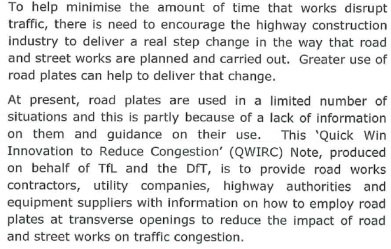 To help minimise the amount of time that works disrupt
traffic, there is need to encourage the highway construction
industry to deliver a real step change in the way that road
and street works are planned and carried out. Greater use of
road plates can help to deliver that change.
At present, road plates are used in a limited number of
situations and this is partly because of a lack of information
on them and guidance on their use. This ‘Quick Win
Innovation to Reduce Congestion’ (QWIRC) Note, produced
on behalf of TfL and the DfT, is to provide road works
contractors, utility companies, highway authorities and
equipment suppliers with information on how to employ road
plates at transverse openings to reduce the impact of road
and street works on traffic congestion.